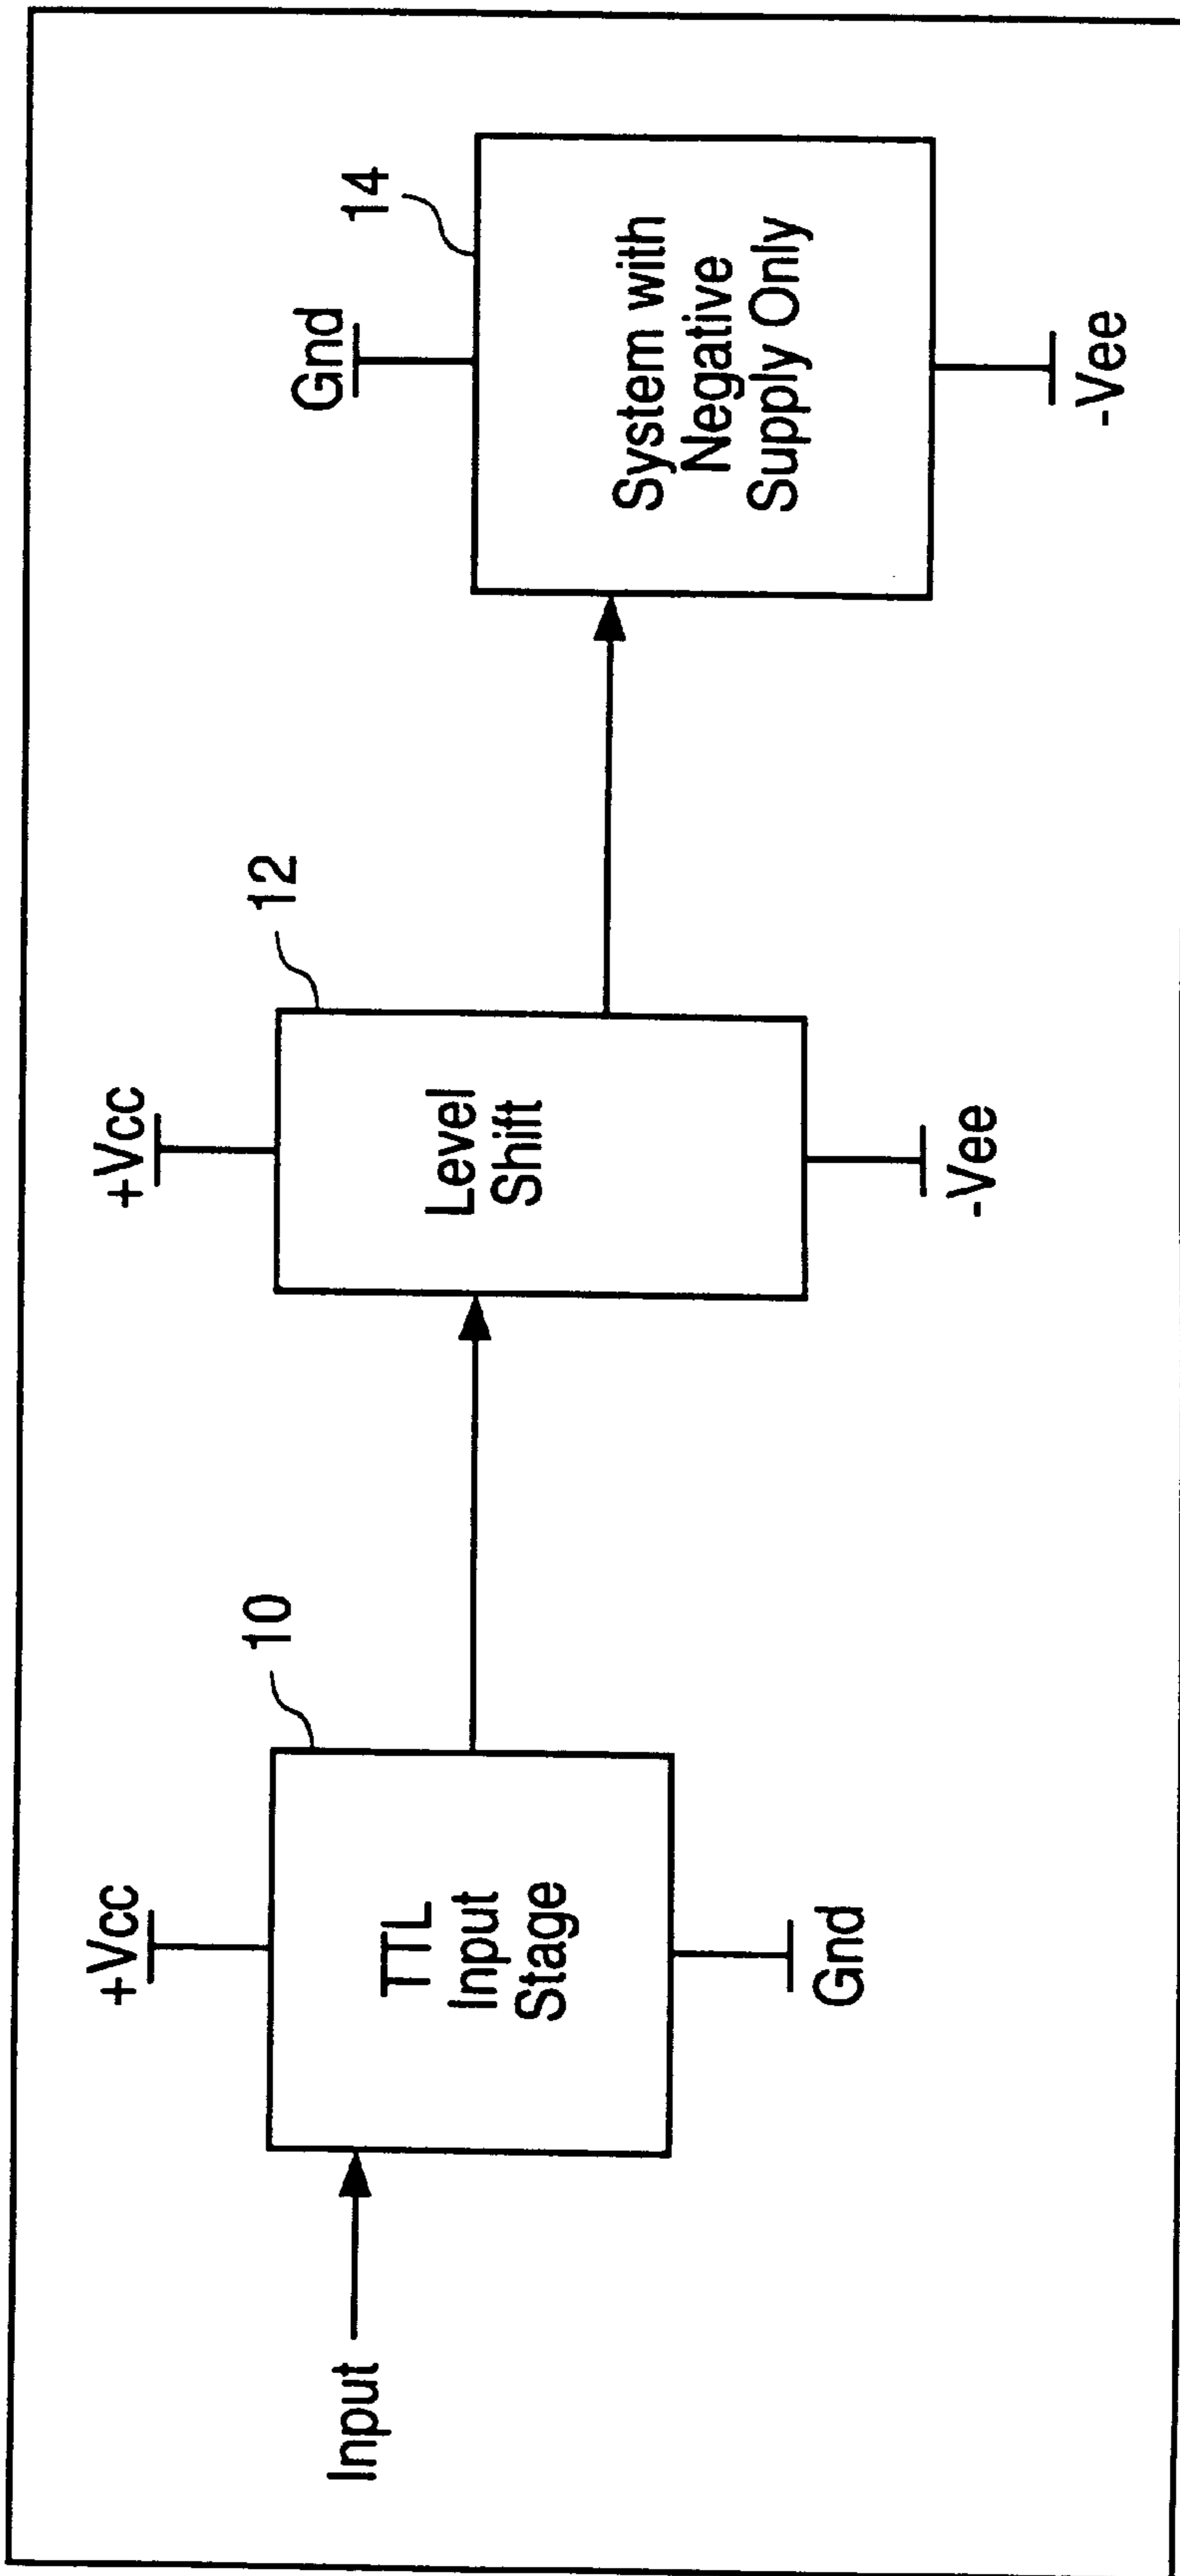 Input
+Vcc
10
TTL
Input
Stage
Gnd
+Vcc
12
Level
Shift
-Vee
Gnd
14
System with
Negative
Supply Only
-Vee